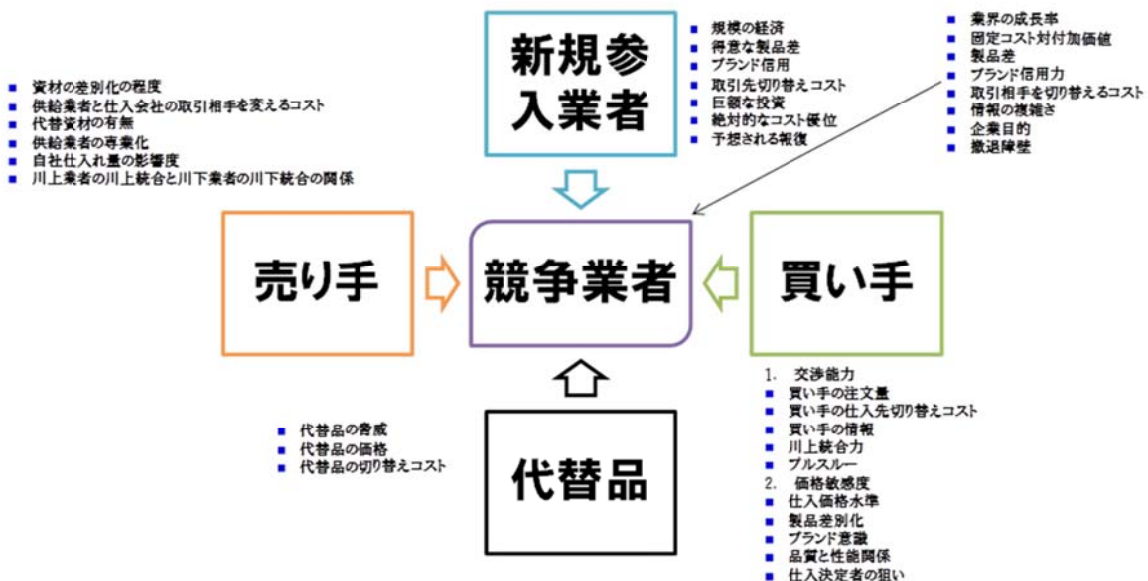 新規参
入業者
規模の経済
得意な製品差
ブランド信用
取引先切り替えコスト
巨額な投資
絶対的なコスト優位
予想される報復
業界の成長率
固定コスト対付加価値
製品差
ブランド信用力
取引相手を切り替えるコスト
情報の複雑さ
企業目的
撤退障壁
資材の差別化の程度
供給業者と仕入会社の取引相手を変えるコスト
代替資材の有無
供給業者の専業化
自社仕入れ量の影響度
川上業者の川上統合と川下業者の川下統合の関係
売り手
競争業者
買い手
代替品の脅威
代替品の価格
代替品の切り替えコスト
代替品
1. 交渉能力
買い手の注文量
買い手の仕入先切り替えコスト
買い手の情報
川上統合力
プルスルー
2. 価格敏感度
仕入価格水準
製品差別化
ブランド意識
品質と性能関係
仕入決定者の狙い